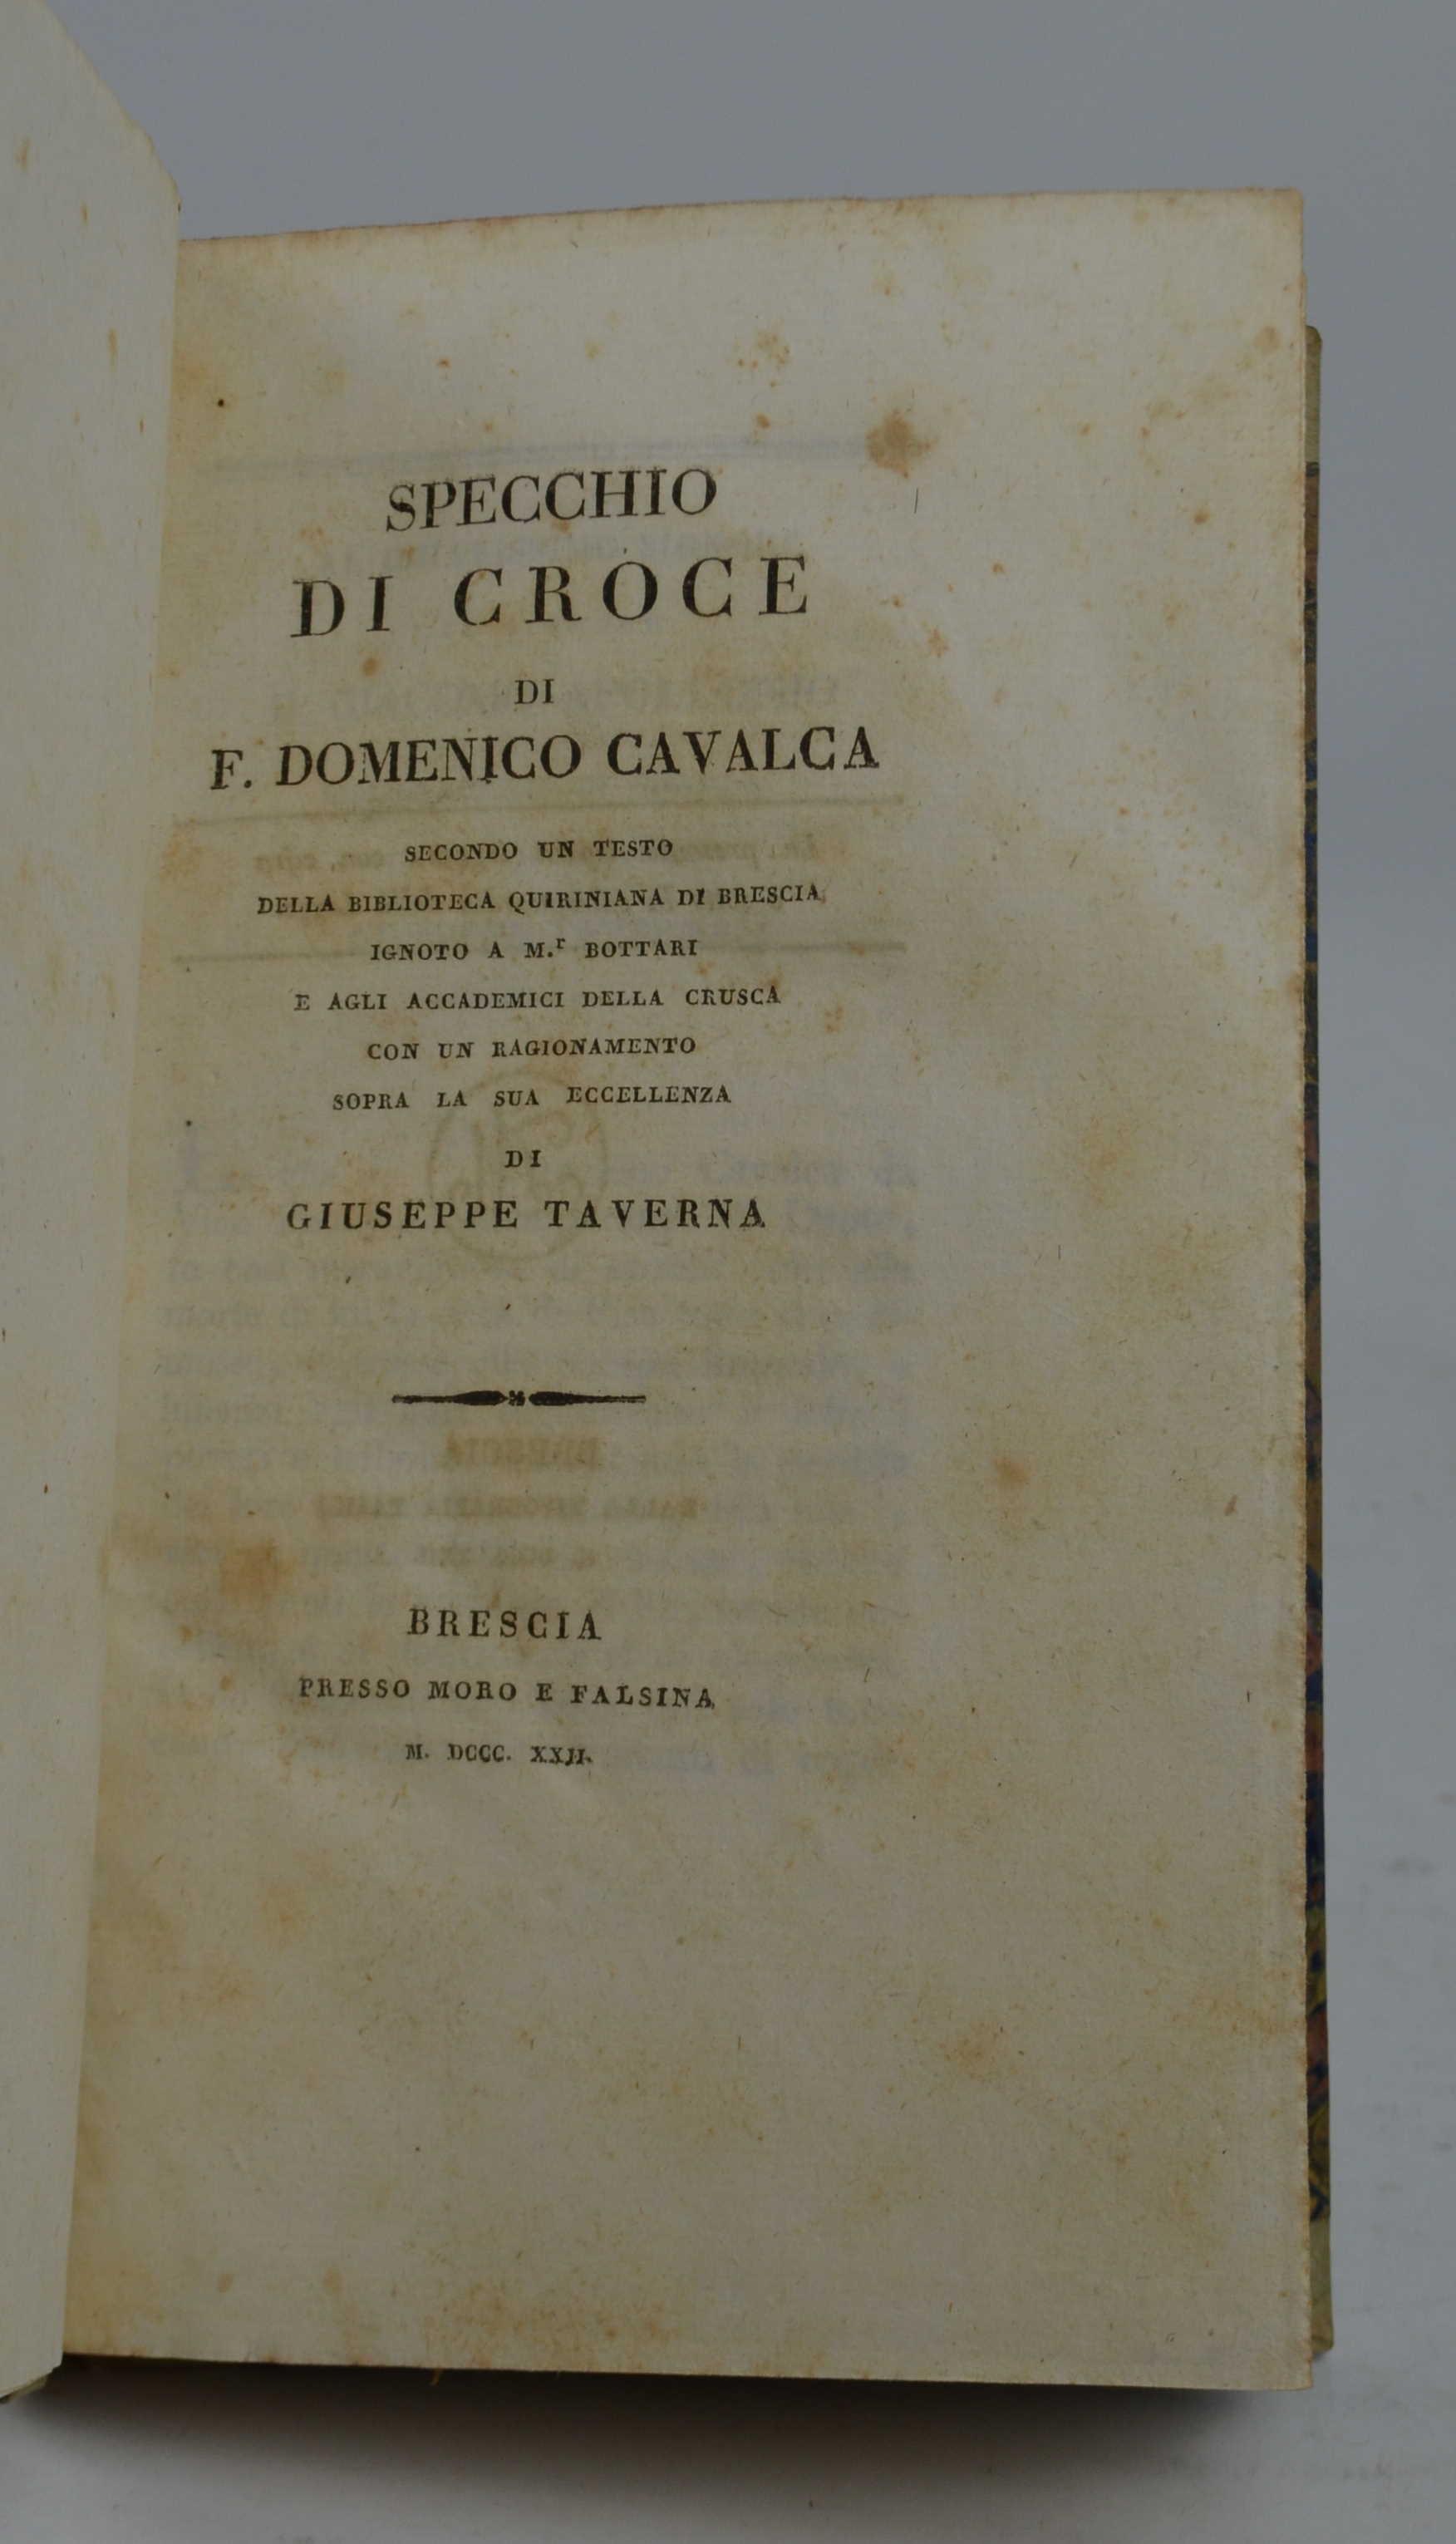 SPECCHIO
DI CROCE
DI
F. DOMENICO CAVALCA
SECONDO UN TESTO
DELLA BIBLIOTECA QUIRINIANA DI BRESCIA
IGNOTO A M.r BOTTARI
E AGLI ACCADEMICI DELLA CRUSCA
CON UN RAGIONAMENTO
SOPRA LA SUA ECCELLENZA
DI
GIUSEPPE TAVERNA
BRESCIA
PRESSO MORO E FALSINA
M. DCCC. XXII.